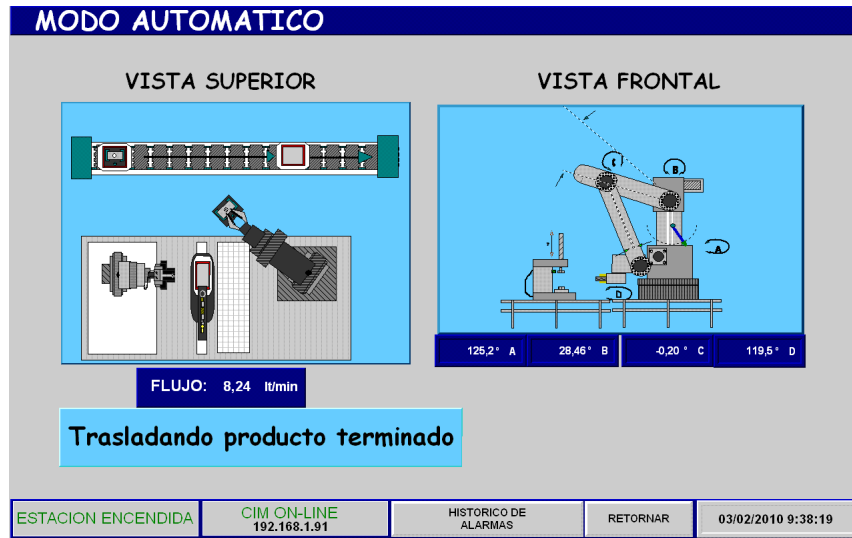 MODO AUTOMATICO
VISTA SUPERIOR
VISTA FRONTAL
C
B
A
D
125,2° A 28,46° B -0,20 ° C 119,5° D
FLUJO: 8,24 lt/min
Trasladando producto terminado
ESTACION ENCENDIDA
CIM ON-LINE
192.168.1.91
HISTORICO DE
ALARMAS
RETORNAR
03/02/2010 9:38:19